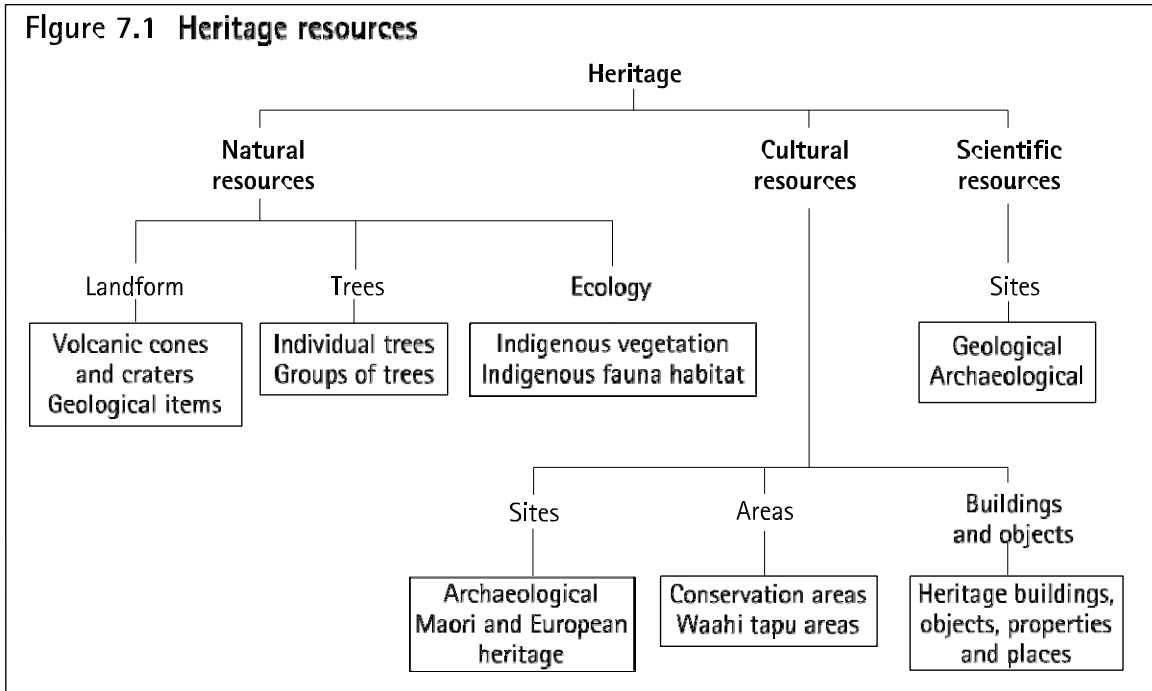 Figure 7.1 Heritage resources
Heritage
Natural
resources
Cultural
resources
Scientific
resources
Landform
Trees
Ecology
Sites
Volcanic cones
and craters
Geological items
Individual trees
Groups of trees
Indigenous vegetation
Indigenous fauna habitat
Geological
Archaeological
Sites
Areas
Buildings
and objects
Archaeological
Maori and European
heritage
Conservation areas
Waahi tapu areas
Heritage buildings,
objects, properties
and places